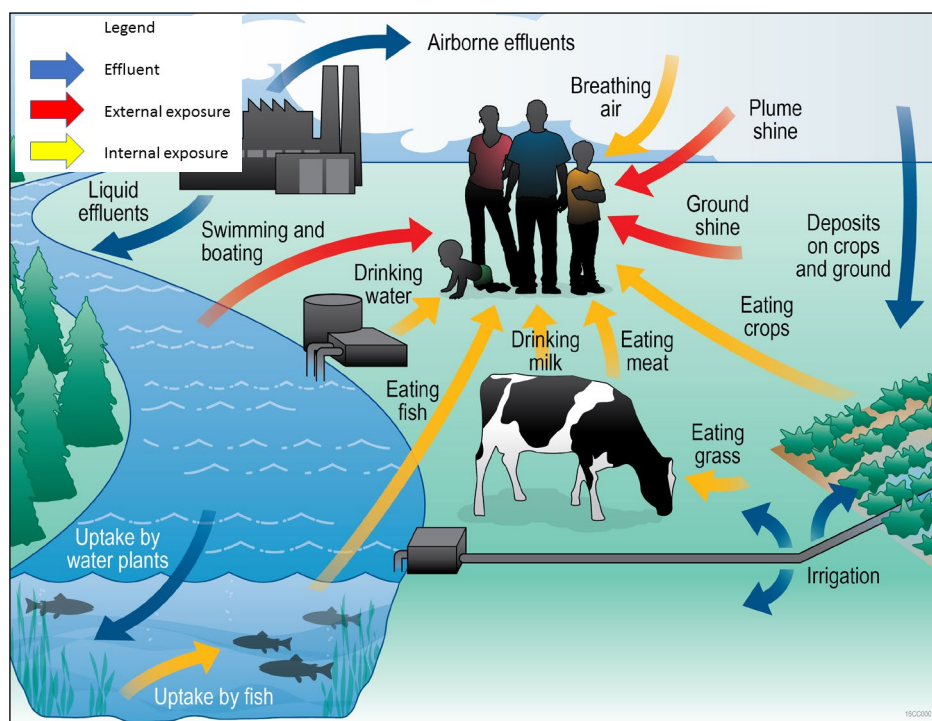 Legend
Effluent
External exposure
Internal exposure
Airborne effluents
Breathing
air
Plume
shine
Liquid
effluents
Swimming and
boating
Ground
shine
Deposits
on crops
and ground
Drinking
water
Eating
crops
Drinking
milk
Eating
meat
Eating
fish
Eating
grass
Uptake by
water plants
Irrigation
Uptake by fish